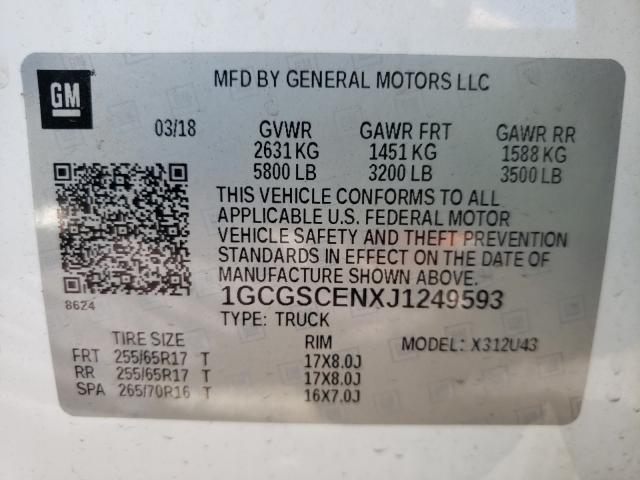 GM
MFD BY GENERAL MOTORS LLC
03/18 GVWR GAWR FRT GAWR RR
2631 KG 1451 KG 1588 KG
5800 LB 3200 LB 3500 LB
THIS VEHICLE CONFORMS TO ALL
APPLICABLE U.S. FEDERAL MOTOR
VEHICLE SAFETY AND THEFT PREVENTION
STANDARDS IN EFFECT ON THE DATE OF
MANUFACTURE SHOWN ABOVE.
8624
1GCGSCENXJ1249593
TYPE: TRUCK
TIRE SIZE RIM MODEL: X312U43
FRT 255/65R17 T 17X8.0J
RR 255/65R17 T 17X8.0J
SPA 265/70R16 T 16X7.0J